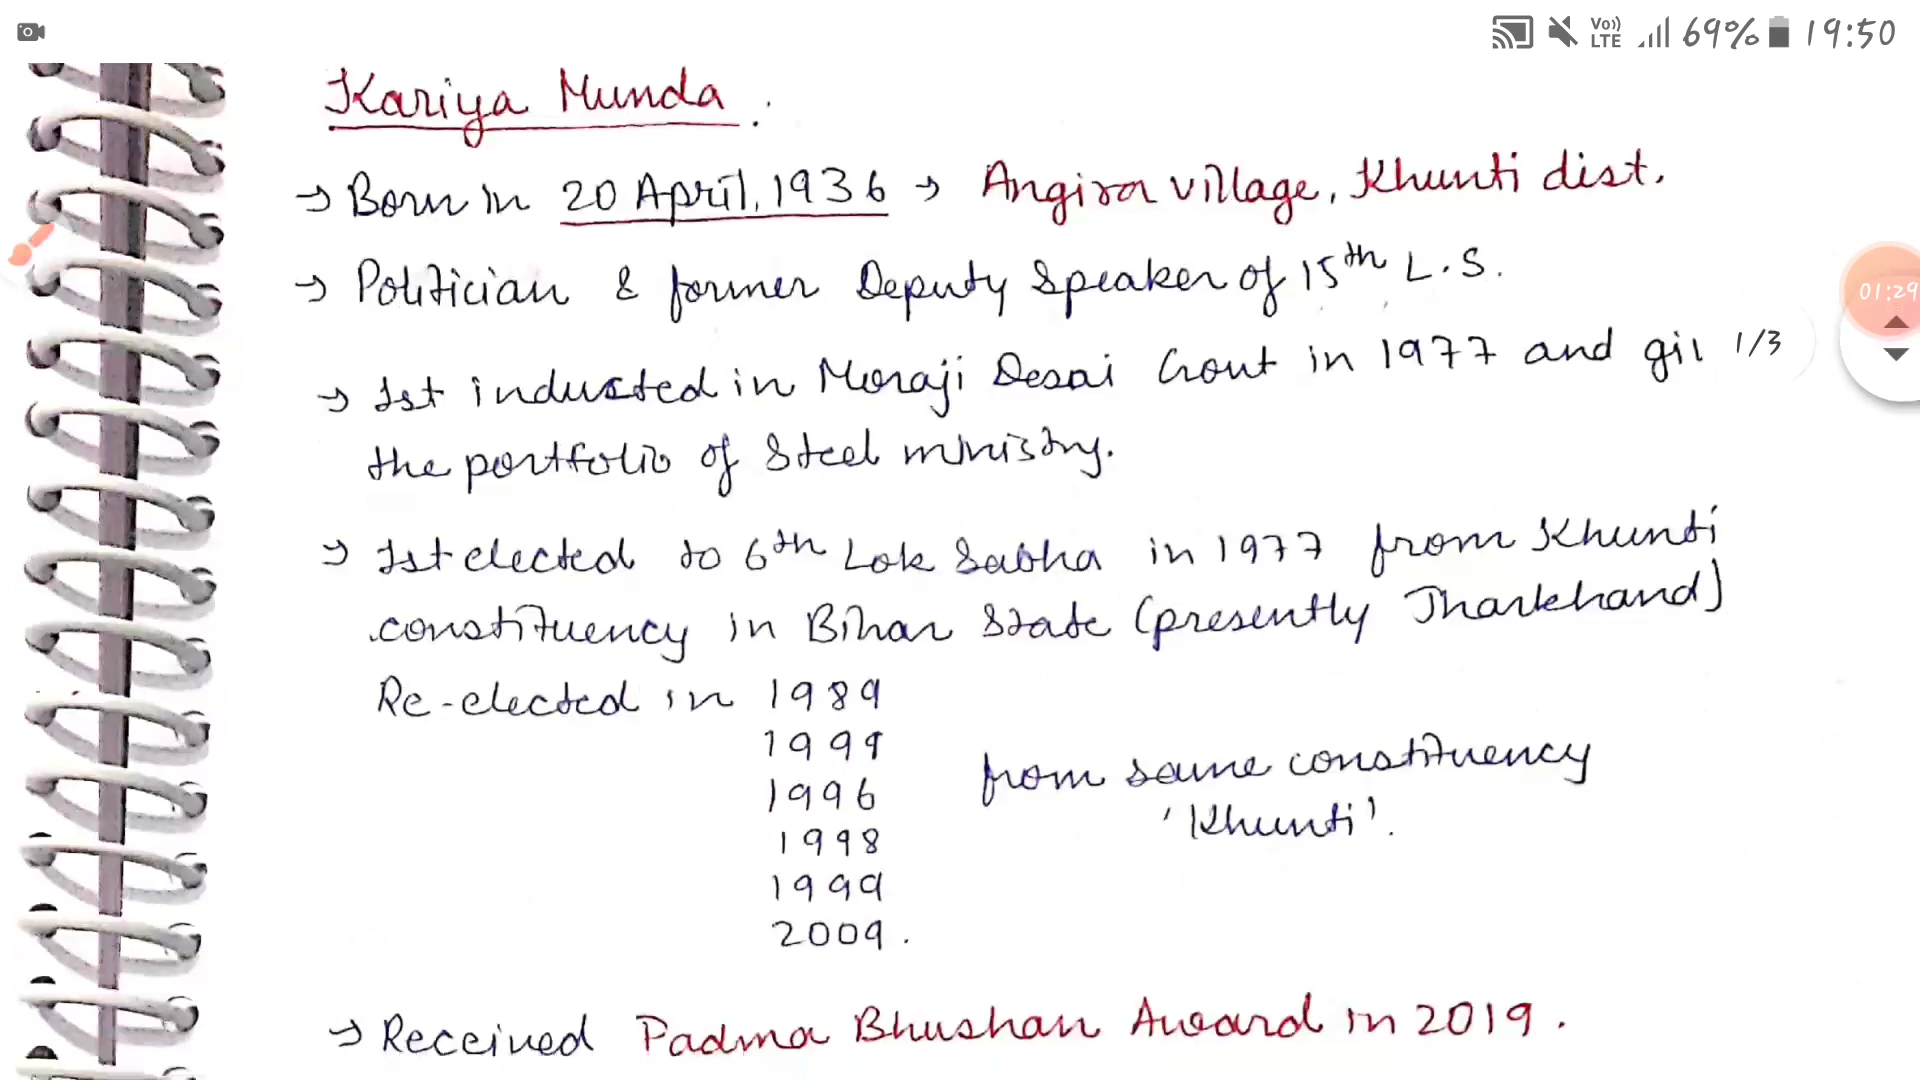 Vo)) LTE 69% 19:50
Kariya Munda.
→ Born in 20 April, 1936 → Angira village, Khunti dist.
→ Politician & former Deputy Speaker of 15th L.S.
01:29
→ 1st inducted in Moraji Desai Govt in 1977 and gi
1/3
the portfolio of Steel ministry.
→ 1st elected to 6th Lok Sabha in 1977 from Khunti
constituency in Bihar State (presently Jharkhand)
Re-elected in 1989
1991
1996
from same constituency
'Khunti'.
1998
1999
2009.
→ Received Padma Bhushan Award in 2019.